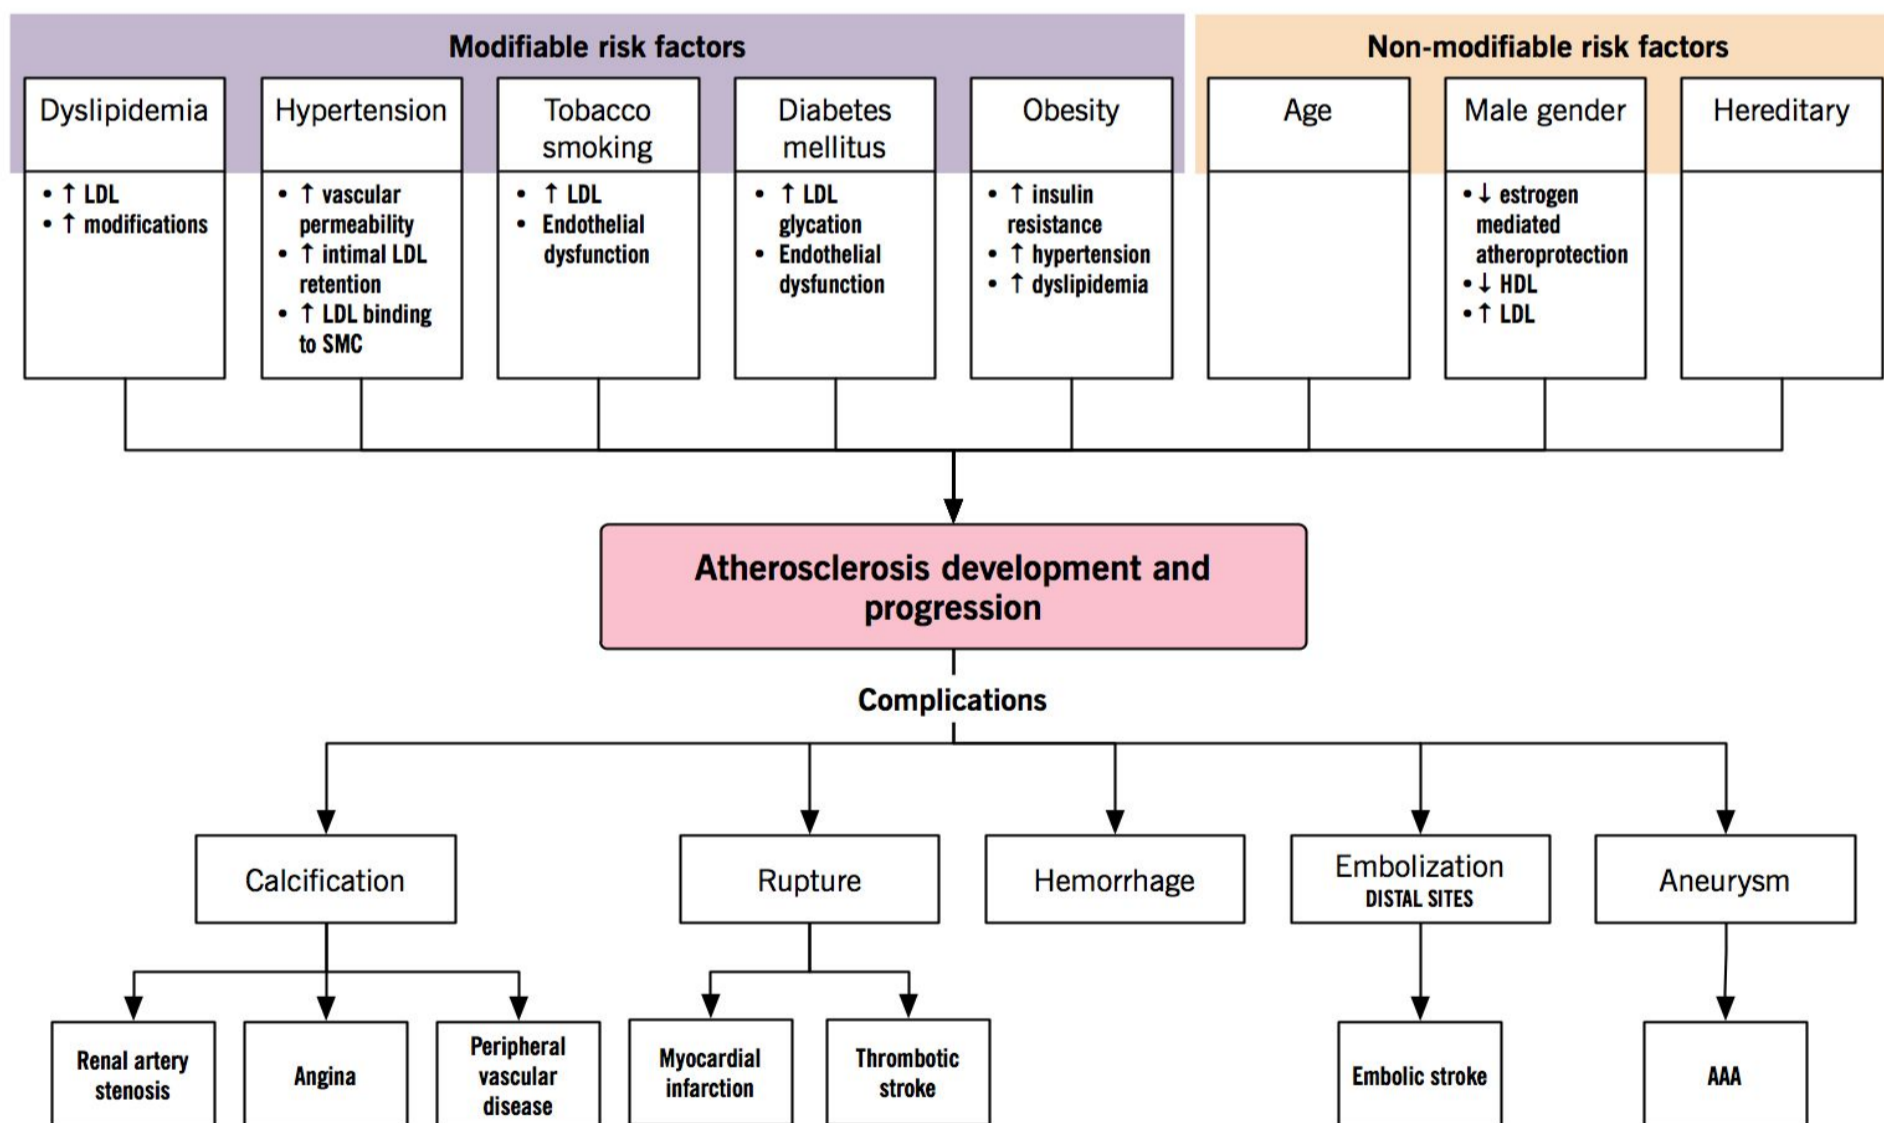 Modifiable risk factors
Non-modifiable risk factors
Dyslipidemia
• ↑ LDL
• ↑ modifications
Hypertension
• ↑ vascular
permeability
• ↑ intimal LDL
retention
• ↑ LDL binding
to SMC
Tobacco
smoking
• ↑ LDL
• Endothelial
dysfunction
Diabetes
mellitus
• ↑ LDL
glycation
• Endothelial
dysfunction
Obesity
• ↑ insulin
resistance
• ↑ hypertension
• ↑ dyslipidemia
Age
Male gender
• ↓ estrogen
mediated
atheroprotection
• ↓ HDL
• ↑ LDL
Hereditary
Atherosclerosis development and
progression
Complications
Calcification
Rupture
Hemorrhage
Embolization
DISTAL SITES
Aneurysm
Renal artery
stenosis
Angina
Peripheral
vascular
disease
Myocardial
infarction
Thrombotic
stroke
Embolic stroke
AAA